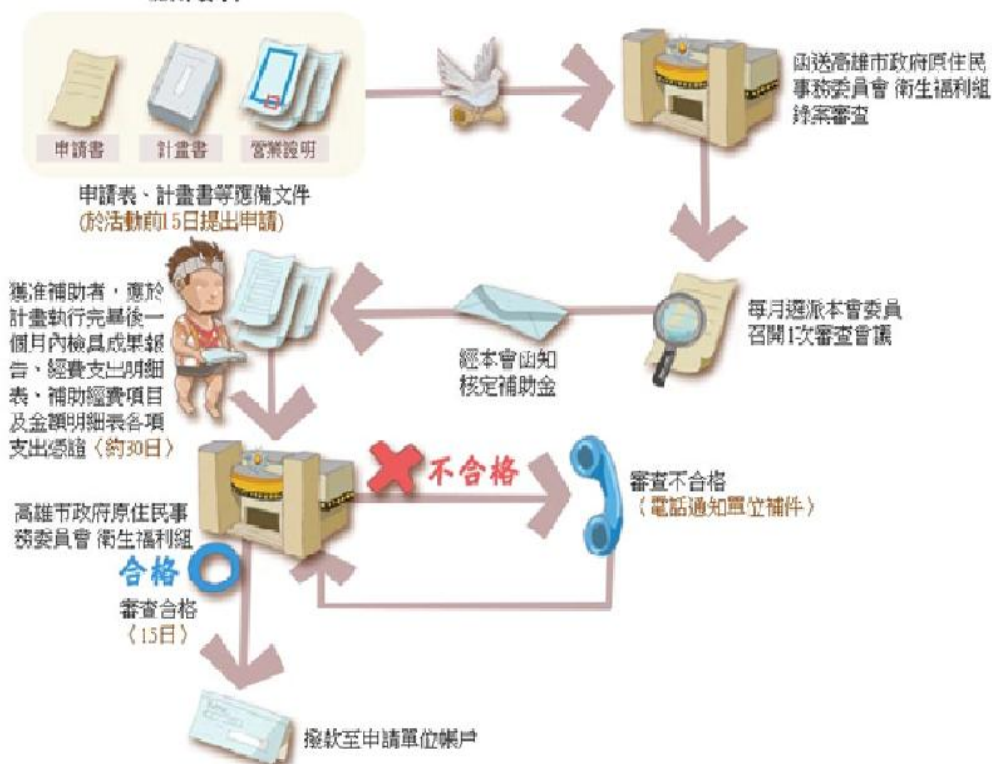 申請書
計畫書
營業證明
申請表、計畫書等應備文件
(於活動前15日提出申請)
函送高雄市政府原住民
事務委員會 衛生福利組
錄案審查
每月遴派本會委員
召開1次審查會議
經本會函知
核定補助金
獲准補助者，應於
計畫執行完畢後一
個月內檢具成果報
告、經費支出明細
表、補助經費項目
及金額明細表各項
支出憑證（約30日）
高雄市政府原住民事
務委員會 衛生福利組
不合格
審查不合格
（電話通知單位補件）
合格
審查合格
（15日）
撥款至申請單位帳戶